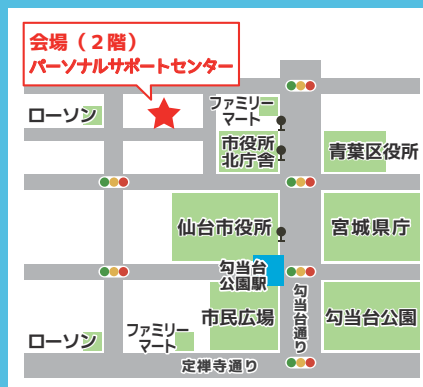 会場（２階）
パーソナルサポートセンター
ローソン
ファミリー
マート
市役所
北庁舎
青葉区役所
仙台市役所
宮城県庁
勾当台
公園駅
市民広場
勾当台通り
勾当台公園
ローソン
ファミリー
マート
定禅寺通り